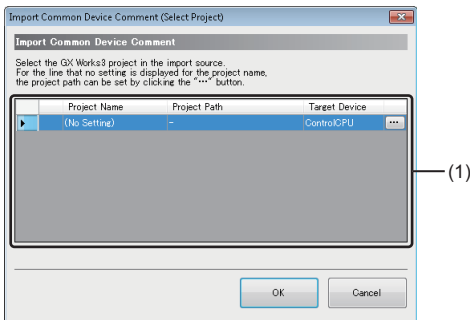 Import Common Device Comment (Select Project)
Import Common Device Comment
Select the GX Works3 project in the import source.
For the line that no setting is displayed for the project name,
the project path can be set by clicking the "···" button.
Project Name Project Path Target Device
(No Setting) - ControlCPU ...
(1)
OK Cancel